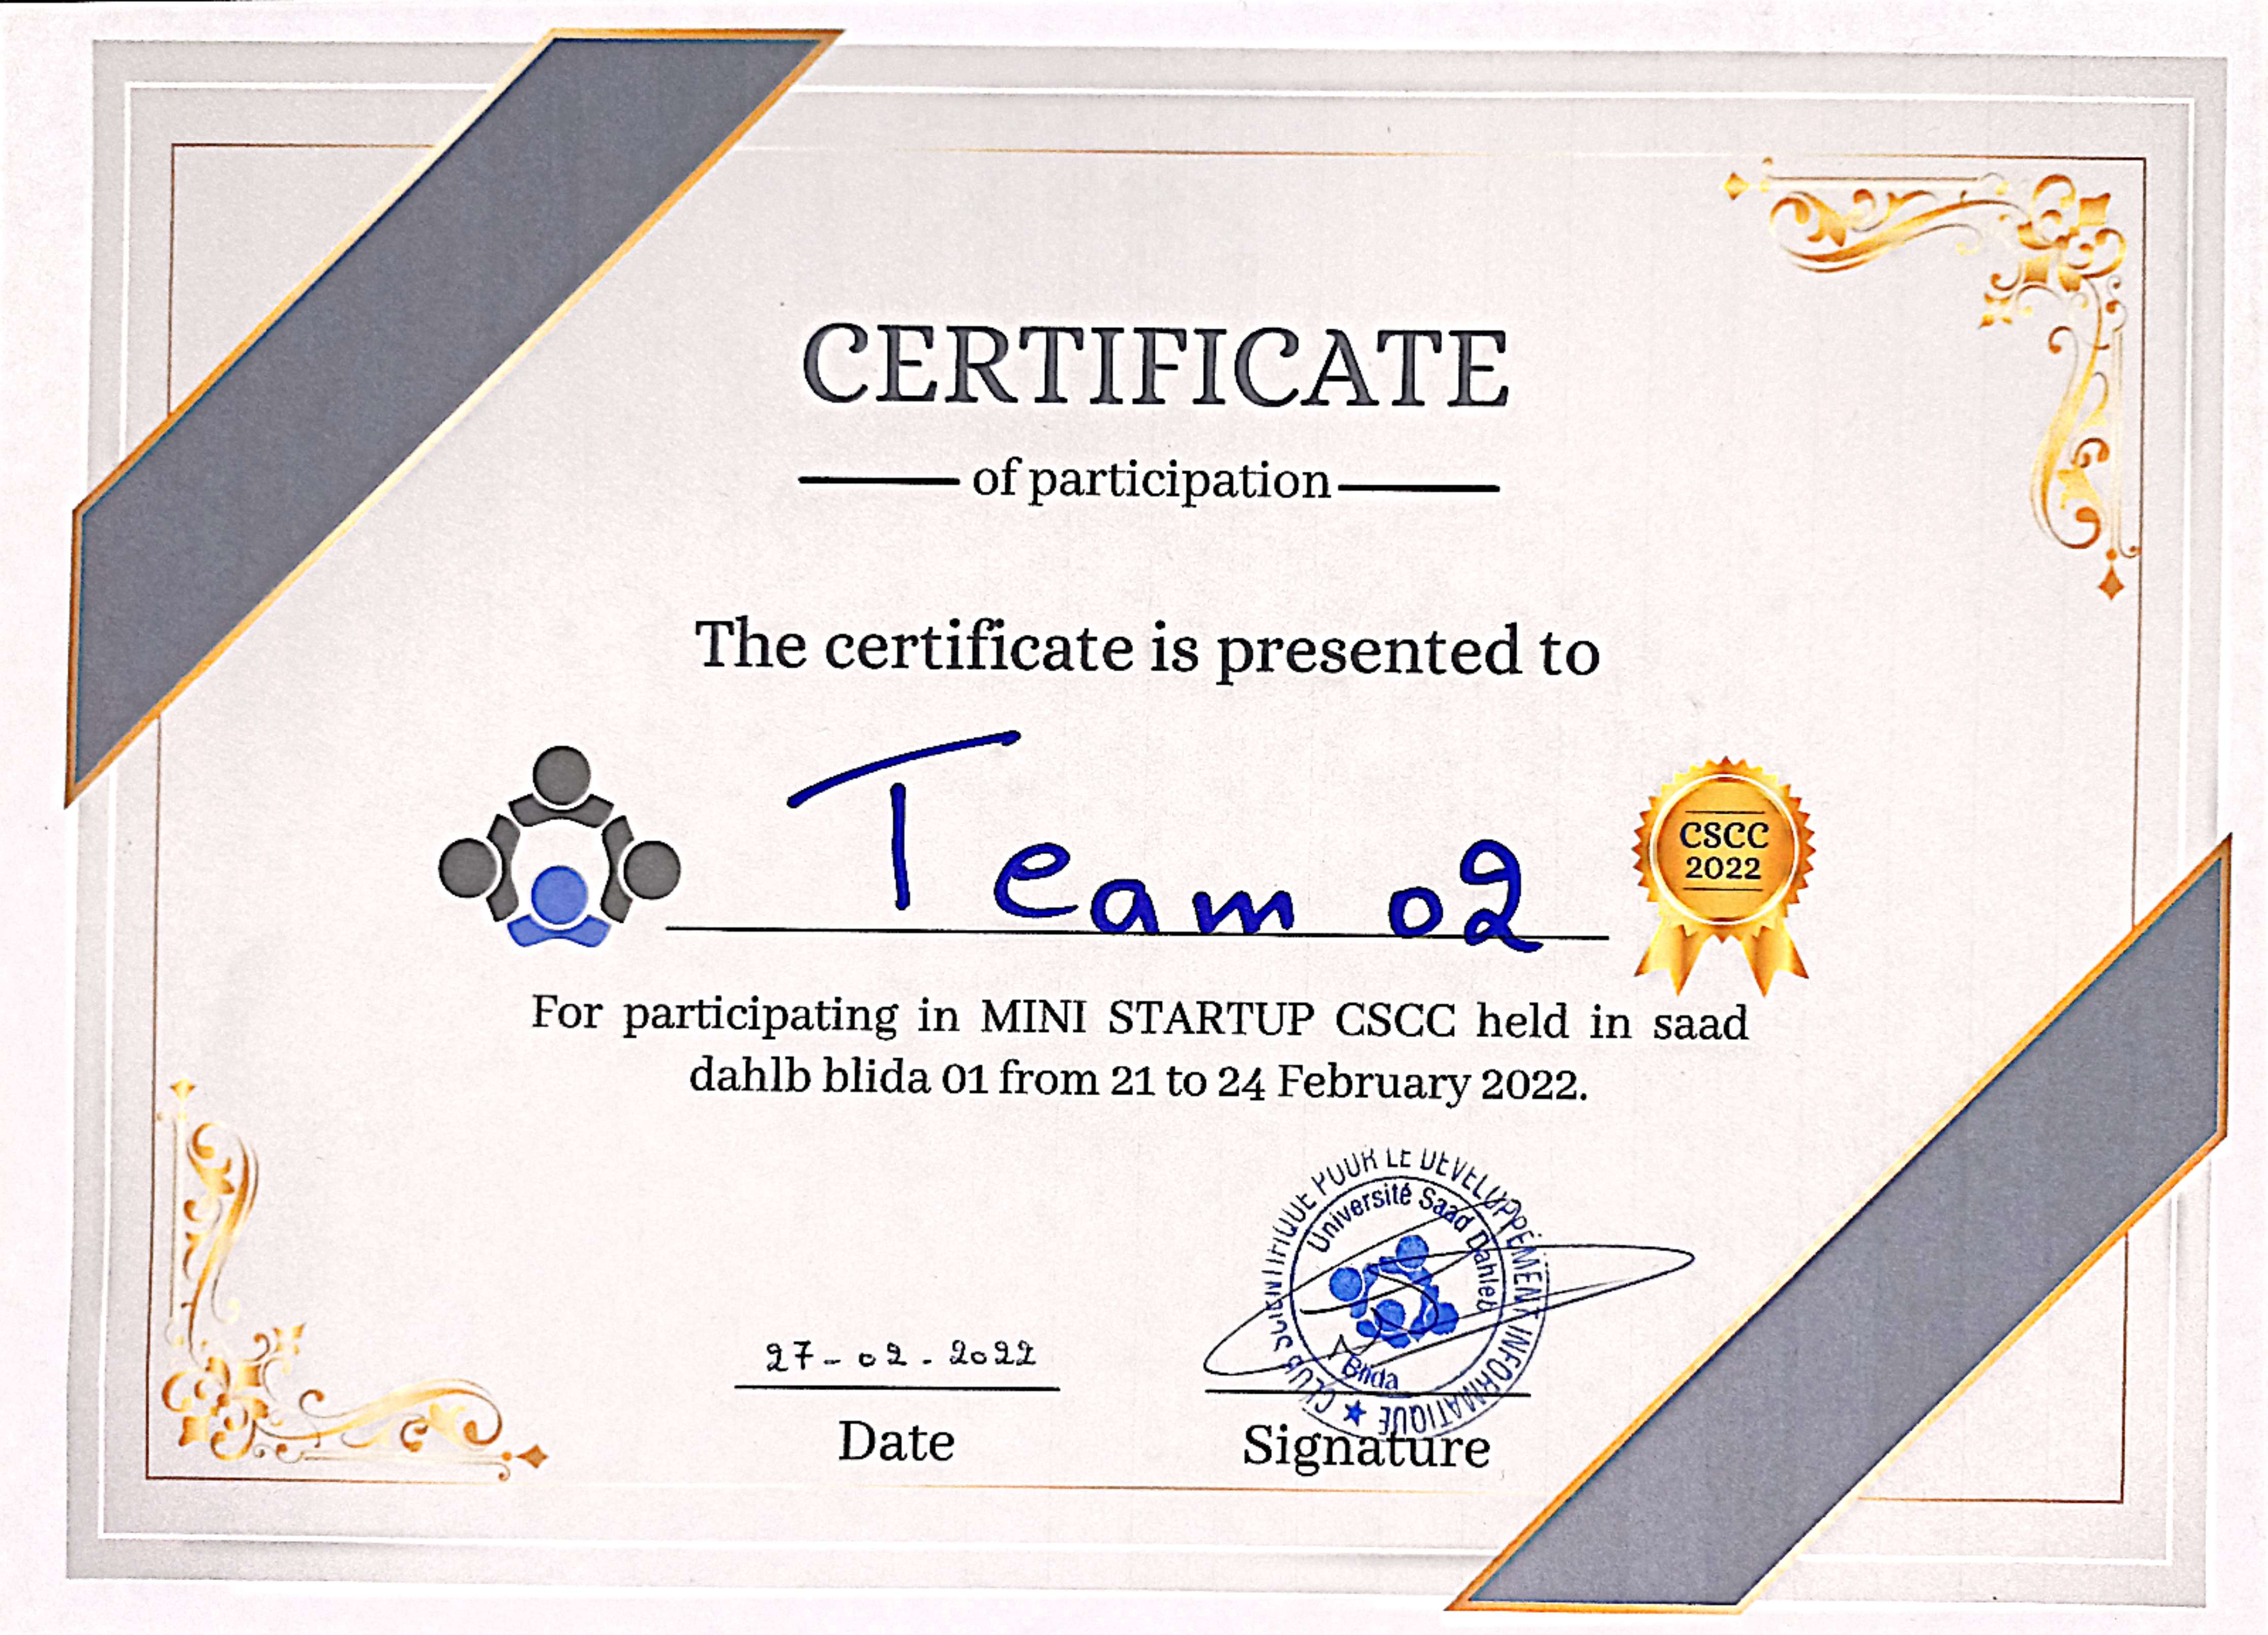 CERTIFICATE
of participation
The certificate is presented to
Team 02
CSCC
2022
For participating in MINI STARTUP CSCC held in saad
dahlb blida 01 from 21 to 24 February 2022.
27-02-2022
Date
CLUB SCIENTIFIQUE POUR LE DEVELOPPEMENT INFORMATIQUE ★
Université Saad Dahleb
Blida
Signature